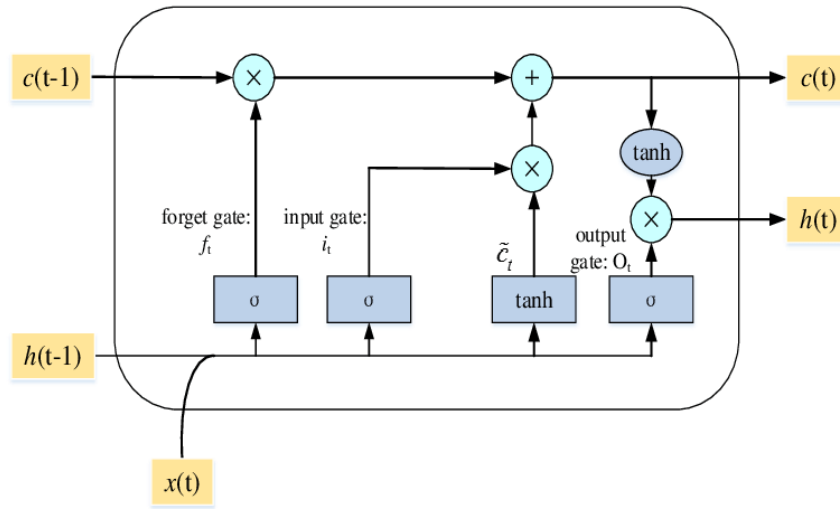 c(t-1)
×
+
c(t)
tanh
×
×
h(t)
forget gate:
fₜ
input gate:
iₜ
c̃ₜ
output
gate: Oₜ
σ
σ
tanh
σ
h(t-1)
x(t)